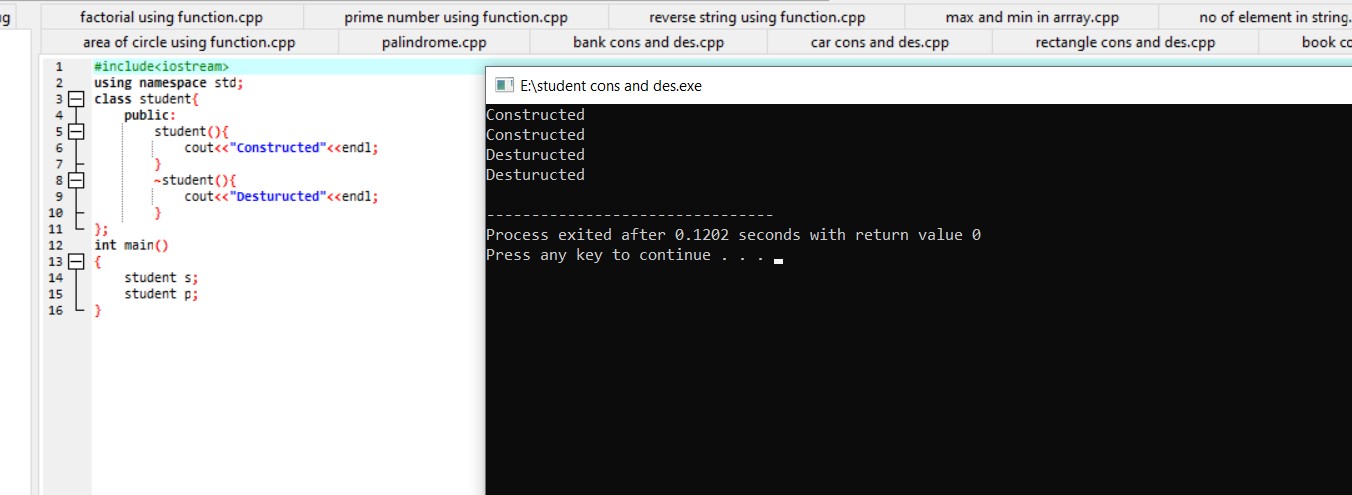 ug factorial using function.cpp prime number using function.cpp reverse string using function.cpp max and min in arrray.cpp no of element in string.
area of circle using function.cpp palindrome.cpp bank cons and des.cpp car cons and des.cpp rectangle cons and des.cpp book co
1 #include<iostream>
2 using namespace std;
3 class student{
4 public:
5 student(){
6 cout<<"Constructed"<<endl;
7 }
8 ~student(){
9 cout<<"Desturucted"<<endl;
10 }
11 };
12 int main()
13 {
14 student s;
15 student p;
16 }
E:\student cons and des.exe
Constructed
Constructed
Desturucted
Desturucted
--------------------------------
Process exited after 0.1202 seconds with return value 0
Press any key to continue . . .